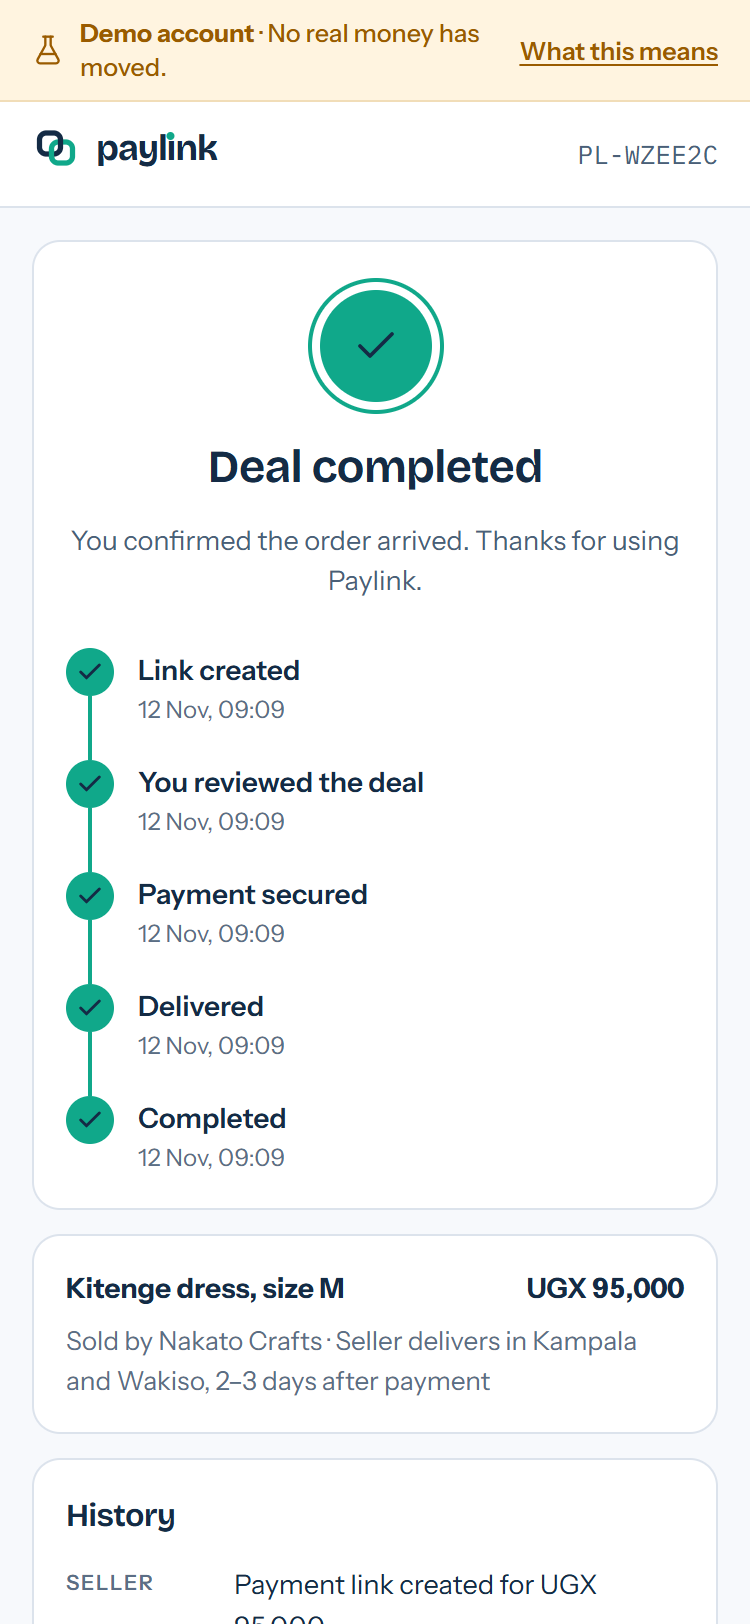 Demo account · No real money has
moved.
What this means
paylink
PL-WZEE2C
Deal completed
You confirmed the order arrived. Thanks for using
Paylink.
Link created
12 Nov, 09:09
You reviewed the deal
12 Nov, 09:09
Payment secured
12 Nov, 09:09
Delivered
12 Nov, 09:09
Completed
12 Nov, 09:09
Kitenge dress, size M
UGX 95,000
Sold by Nakato Crafts · Seller delivers in Kampala
and Wakiso, 2–3 days after payment
History
SELLER
Payment link created for UGX
95,000